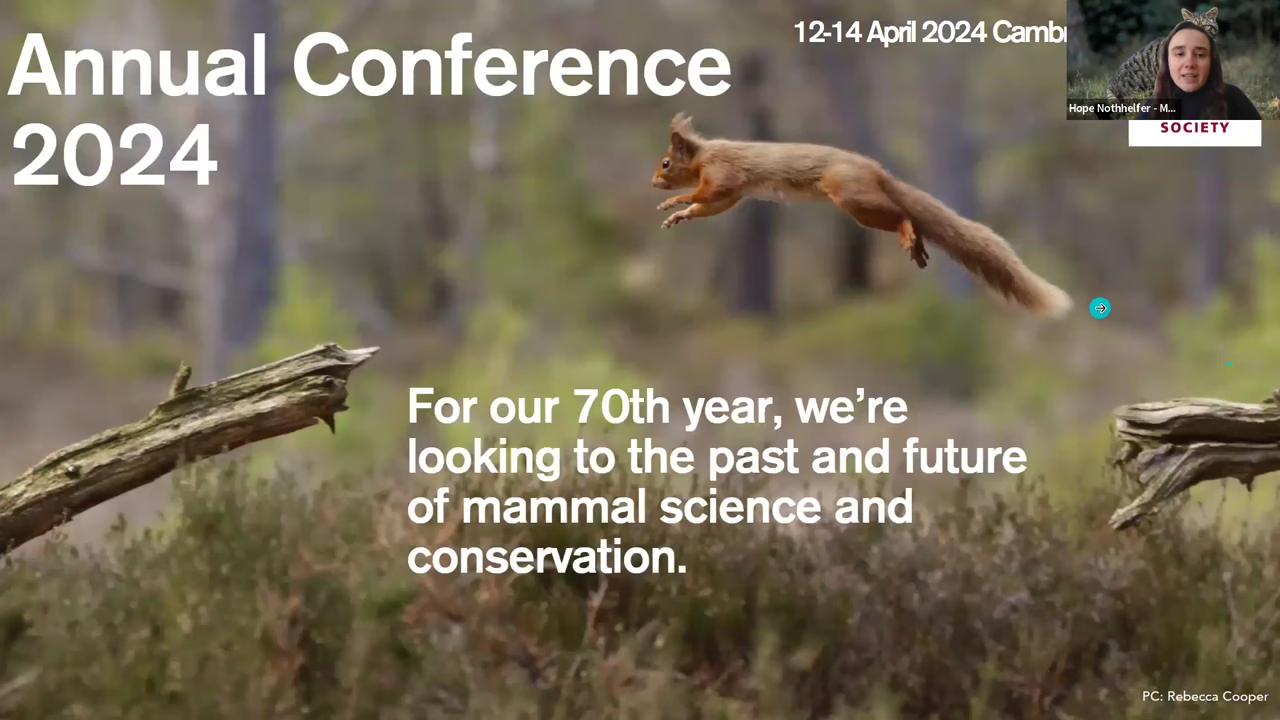 Annual Conference
2024
12-14 April 2024 Camb
Hope Nothhelfer - M...
SOCIETY
For our 70th year, we're
looking to the past and future
of mammal science and
conservation.
PC: Rebecca Cooper